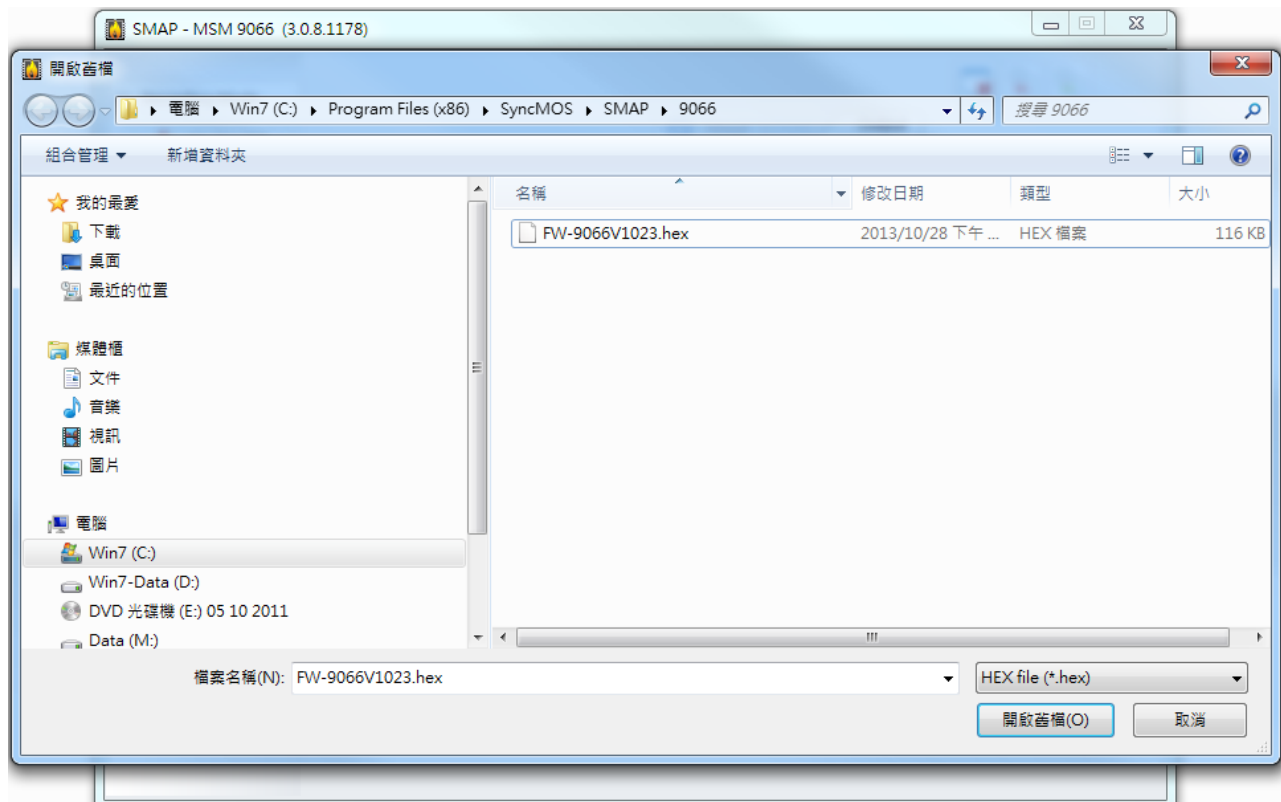 SMAP - MSM 9066 (3.0.8.1178)
開啟舊檔
電腦 ▸ Win7 (C:) ▸ Program Files (x86) ▸ SyncMOS ▸ SMAP ▸ 9066
搜尋 9066
組合管理 新增資料夾
名稱 修改日期 類型 大小
FW-9066V1023.hex 2013/10/28 下午 ... HEX 檔案 116 KB
我的最愛
下載
桌面
最近的位置
媒體櫃
文件
音樂
視訊
圖片
電腦
Win7 (C:)
Win7-Data (D:)
DVD 光碟機 (E:) 05 10 2011
Data (M:)
檔案名稱(N): FW-9066V1023.hex
HEX file (*.hex)
開啟舊檔(O) 取消